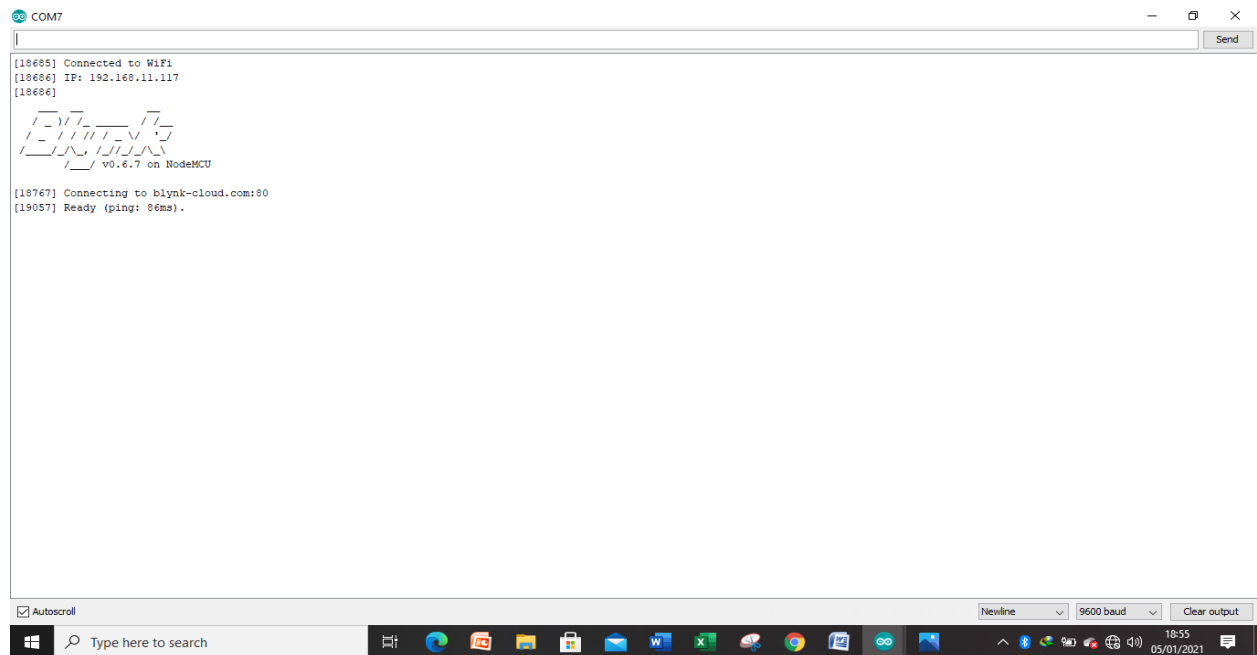 COM7
Send
[18685] Connected to WiFi
[18686] IP: 192.168.11.117
[18686]
    ___  __          __
   / _ )/ /_ _____  / /__
  / _  / / // / _ \/  '_/
 /____/_/\_, /_//_/_/\_\
        /___/ v0.6.7 on NodeMCU
[18767] Connecting to blynk-cloud.com:80
[19057] Ready (ping: 86ms).
Autoscroll
Newline
9600 baud
Clear output
Type here to search
18:55
05/01/2021